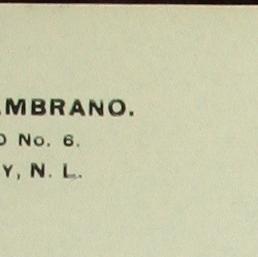 AMBRANO.
O No. 6.
Y, N. L.